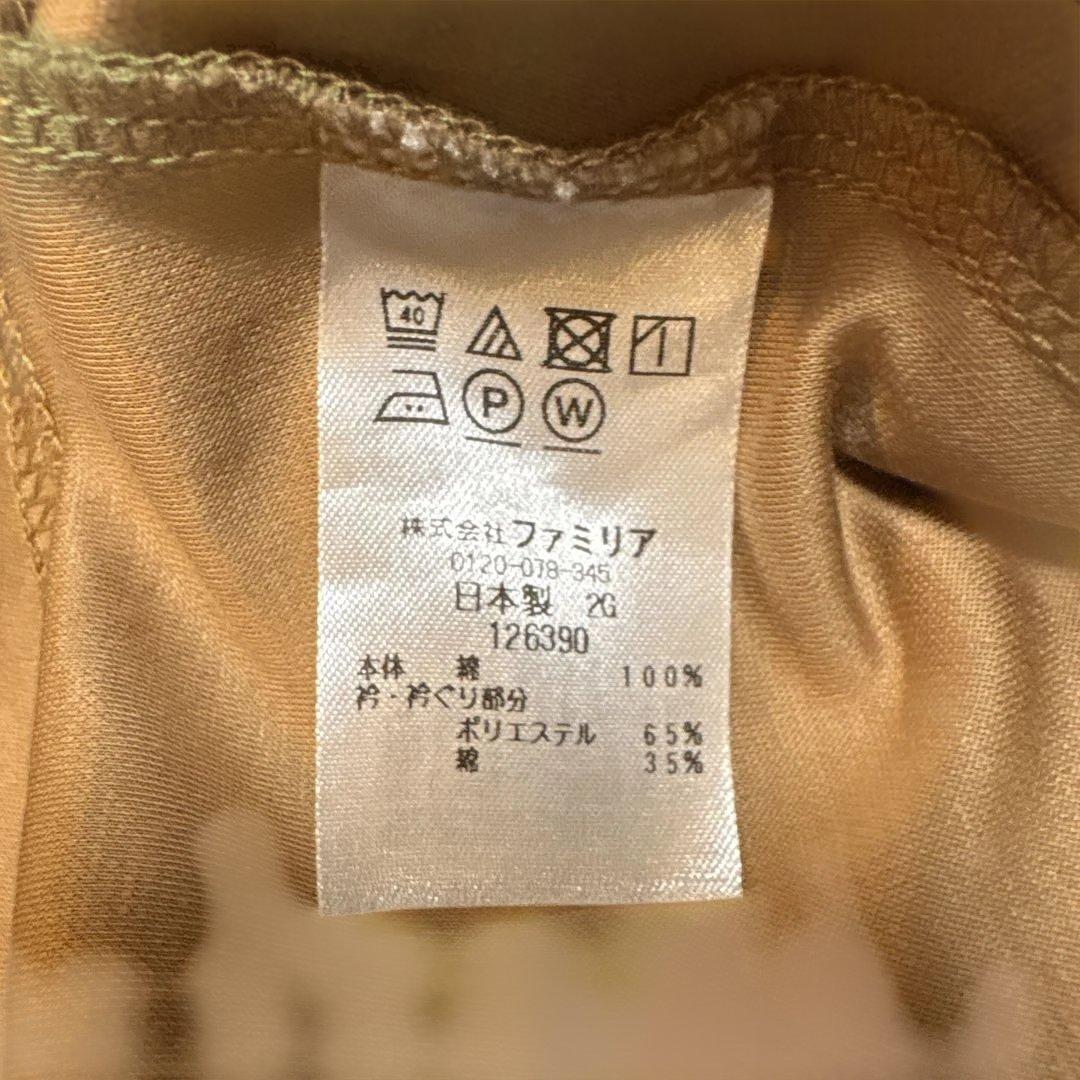 40
P W
株式会社ファミリア
0120-078-345
日本製 2G
126390
本体 綿 100%
衿・衿ぐり部分
ポリエステル 65%
綿 35%